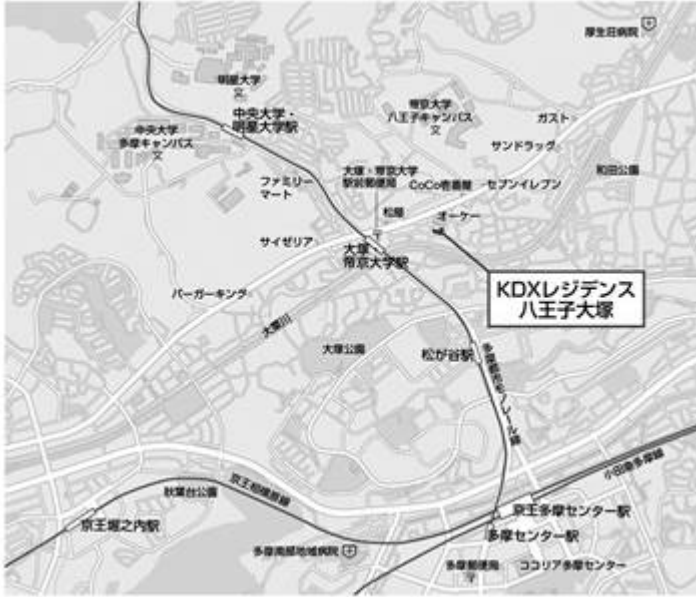 厚生荘病院
明星大学
中央大学・
明星大学駅
帝京大学
八王子キャンパス
ガスト
中央大学
多摩キャンパス
サンドラッグ
和田公園
大塚・帝京大学
駅前郵便局
CoCo壱番屋
セブンイレブン
ファミリー
マート
松屋
オーケー
サイゼリア
大塚・
帝京大学駅
KDXレジデンス
八王子大塚
バーガーキング
大栗川
大塚公園
松が谷駅
多摩都市モノレール線
小田急多摩線
京王相模原線
秋葉台公園
京王堀之内駅
京王多摩センター駅
多摩センター駅
多摩南部地域病院
多摩郵便局
ココリア多摩センター